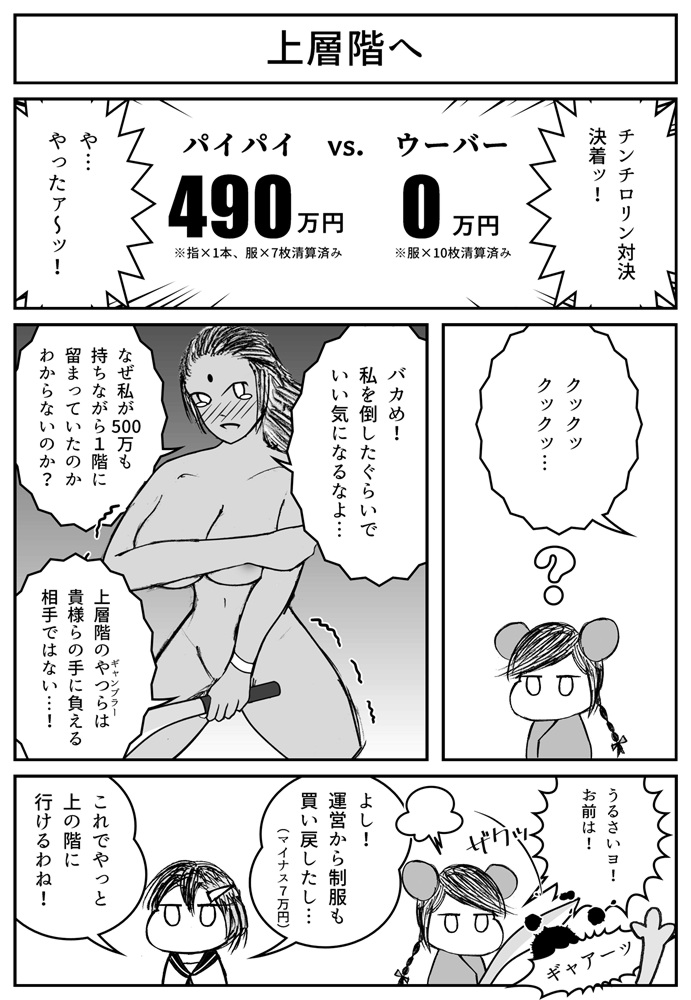 上層階へ
チンチロリン対決
決着ッ！
パイパイ vs. ウーバー
490万円 0万円
※指×1本、服×7枚清算済み ※服×10枚清算済み
や…
やったァ〜ッ！
クックッ
クックッ…
？
バカめ！
私を倒したぐらいで
いい気になるなよ…
なぜ私が500万も
持ちながら１階に
留まっていたのか
わからないのか？
上層階のやつらは
ギャンブラー
貴様らの手に負える
相手ではない…！
うるさいヨ！
お前は！
ザクッ
ギャアーッ
よし！
運営から制服も
買い戻したし…
（マイナス７万円）
これでやっと
上の階に
行けるわね！